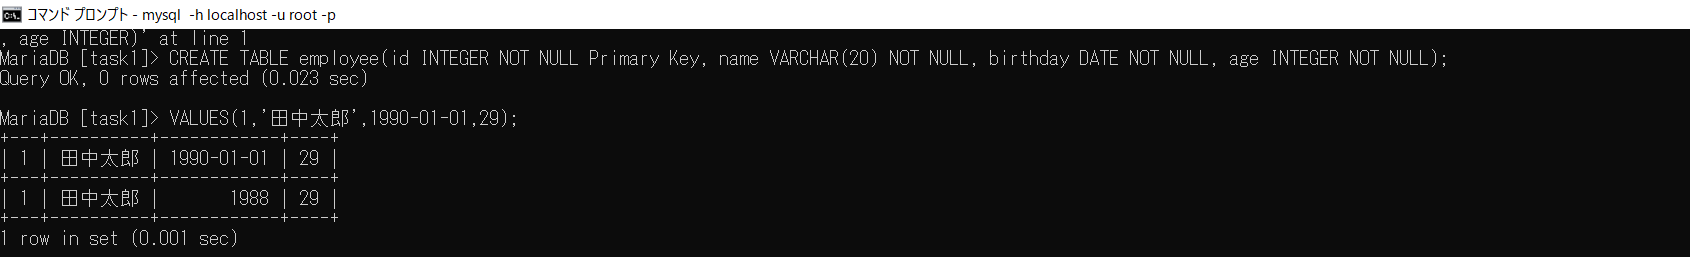 コマンド プロンプト - mysql  -h localhost -u root -p
, age INTEGER)' at line 1
MariaDB [task1]> CREATE TABLE employee(id INTEGER NOT NULL Primary Key, name VARCHAR(20) NOT NULL, birthday DATE NOT NULL, age INTEGER NOT NULL);
Query OK, 0 rows affected (0.023 sec)
MariaDB [task1]> VALUES(1,'田中太郎',1990-01-01,29);
+---+----------+------------+----+
| 1 | 田中太郎 | 1990-01-01 | 29 |
+---+----------+------------+----+
| 1 | 田中太郎 |       1988 | 29 |
+---+----------+------------+----+
1 row in set (0.001 sec)